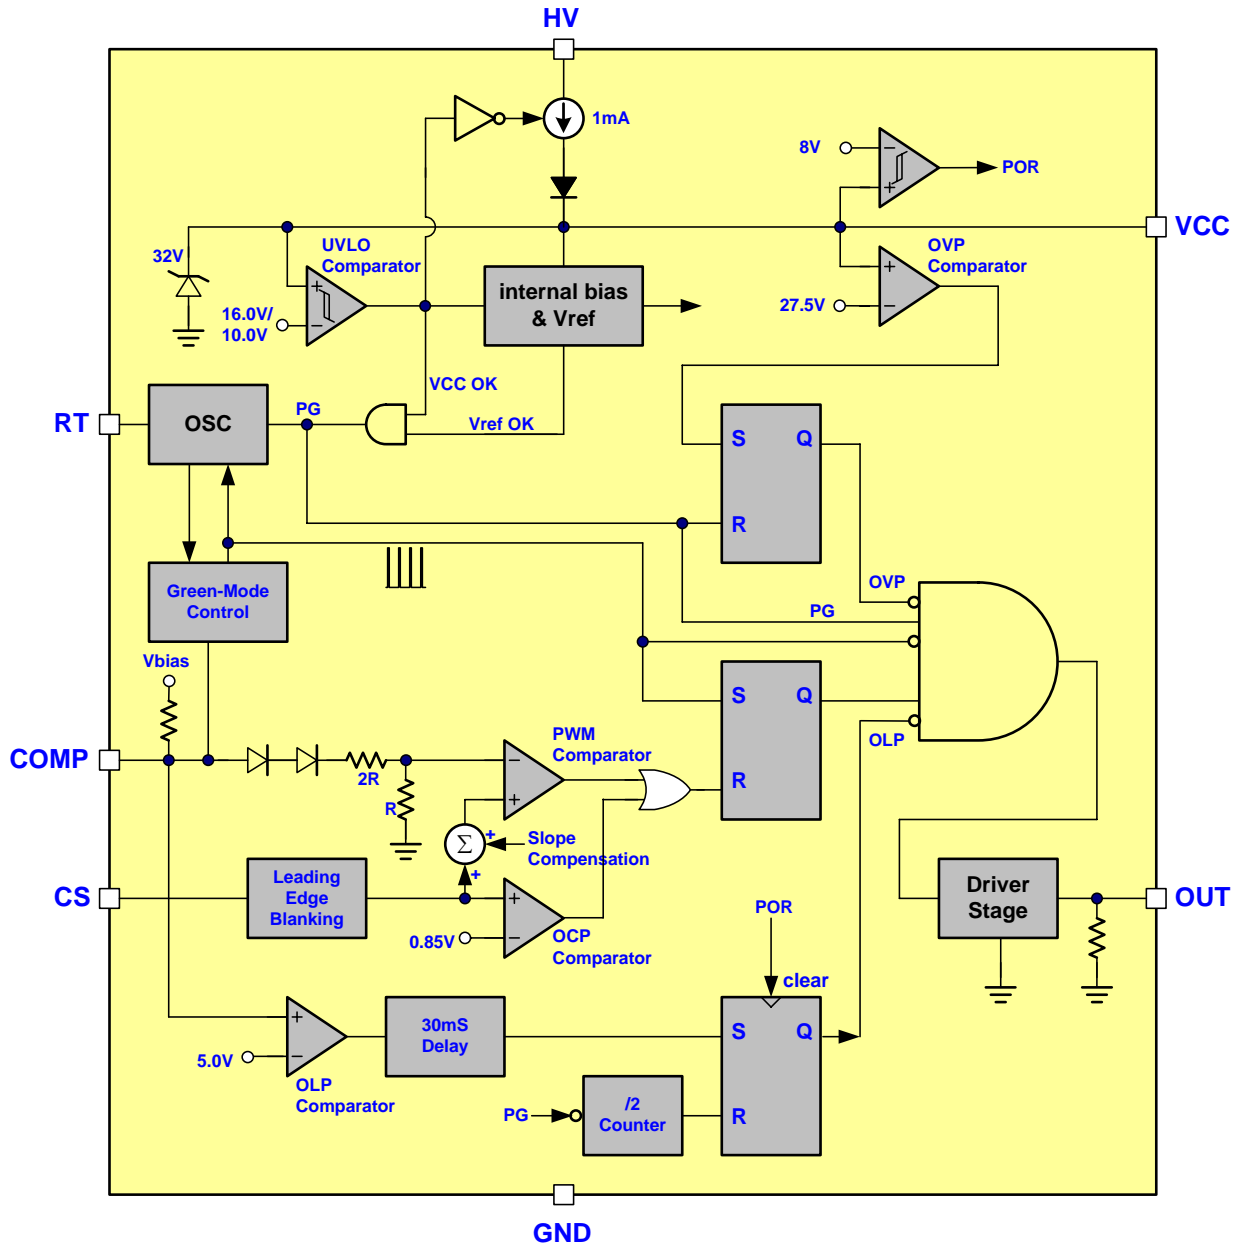 HV
1mA
8V
−
+
POR
VCC
32V
UVLO
Comparator
+
−
16.0V/
10.0V
internal bias
& Vref
OVP
Comparator
+
−
27.5V
VCC OK
Vref OK
PG
RT
OSC
S
Q
R
Green-Mode
Control
OVP
PG
Vbias
S
Q
R
OLP
COMP
2R
R
PWM
Comparator
−
+
Σ
+
+
Slope
Compensation
CS
Leading
Edge
Blanking
+
−
0.85V
OCP
Comparator
Driver
Stage
OUT
POR
clear
+
−
5.0V
OLP
Comparator
30mS
Delay
S
Q
R
PG
/2
Counter
GND